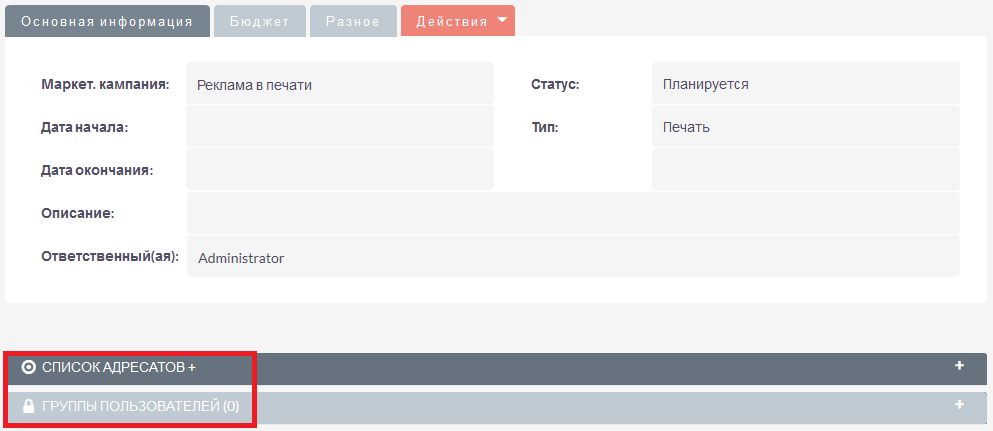 Основная информация Бюджет Разное Действия
Маркет. кампания: Реклама в печати Статус: Планируется
Дата начала: Тип: Печать
Дата окончания:
Описание:
Ответственный(ая): Administrator
СПИСОК АДРЕСАТОВ + +
ГРУППЫ ПОЛЬЗОВАТЕЛЕЙ (0) +